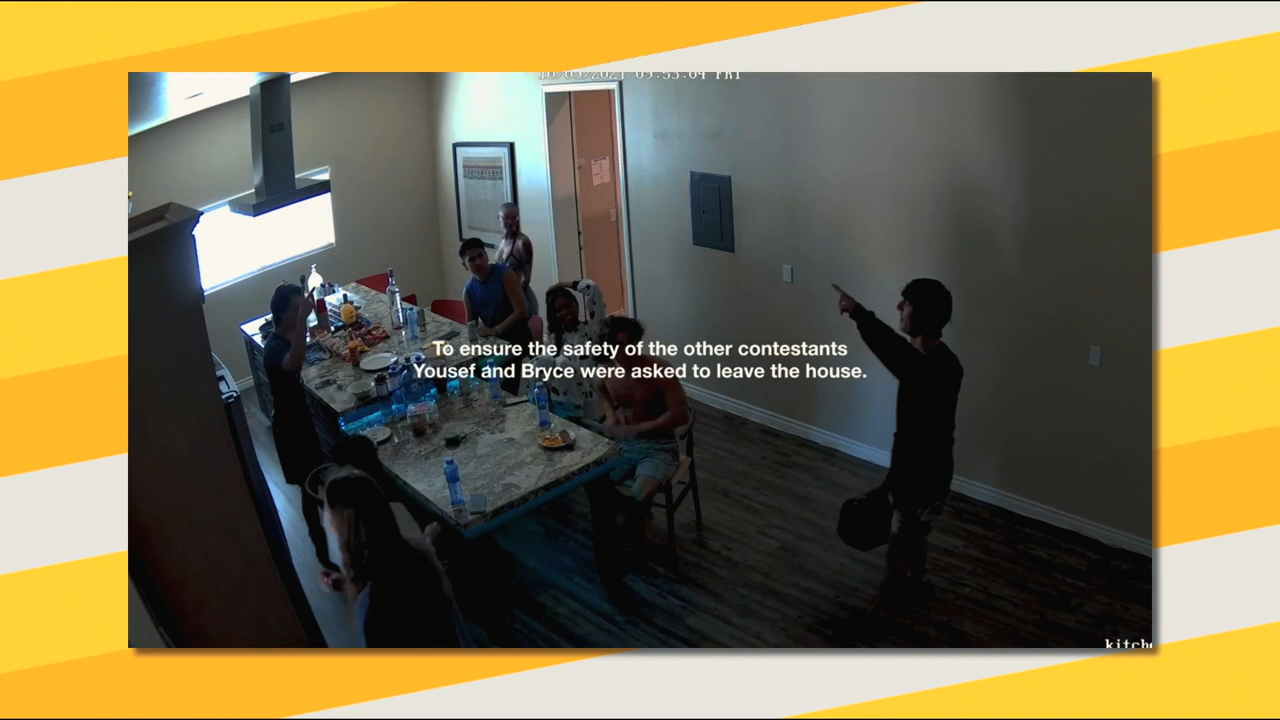 To ensure the safety of the other contestants
Yousef and Bryce were asked to leave the house.